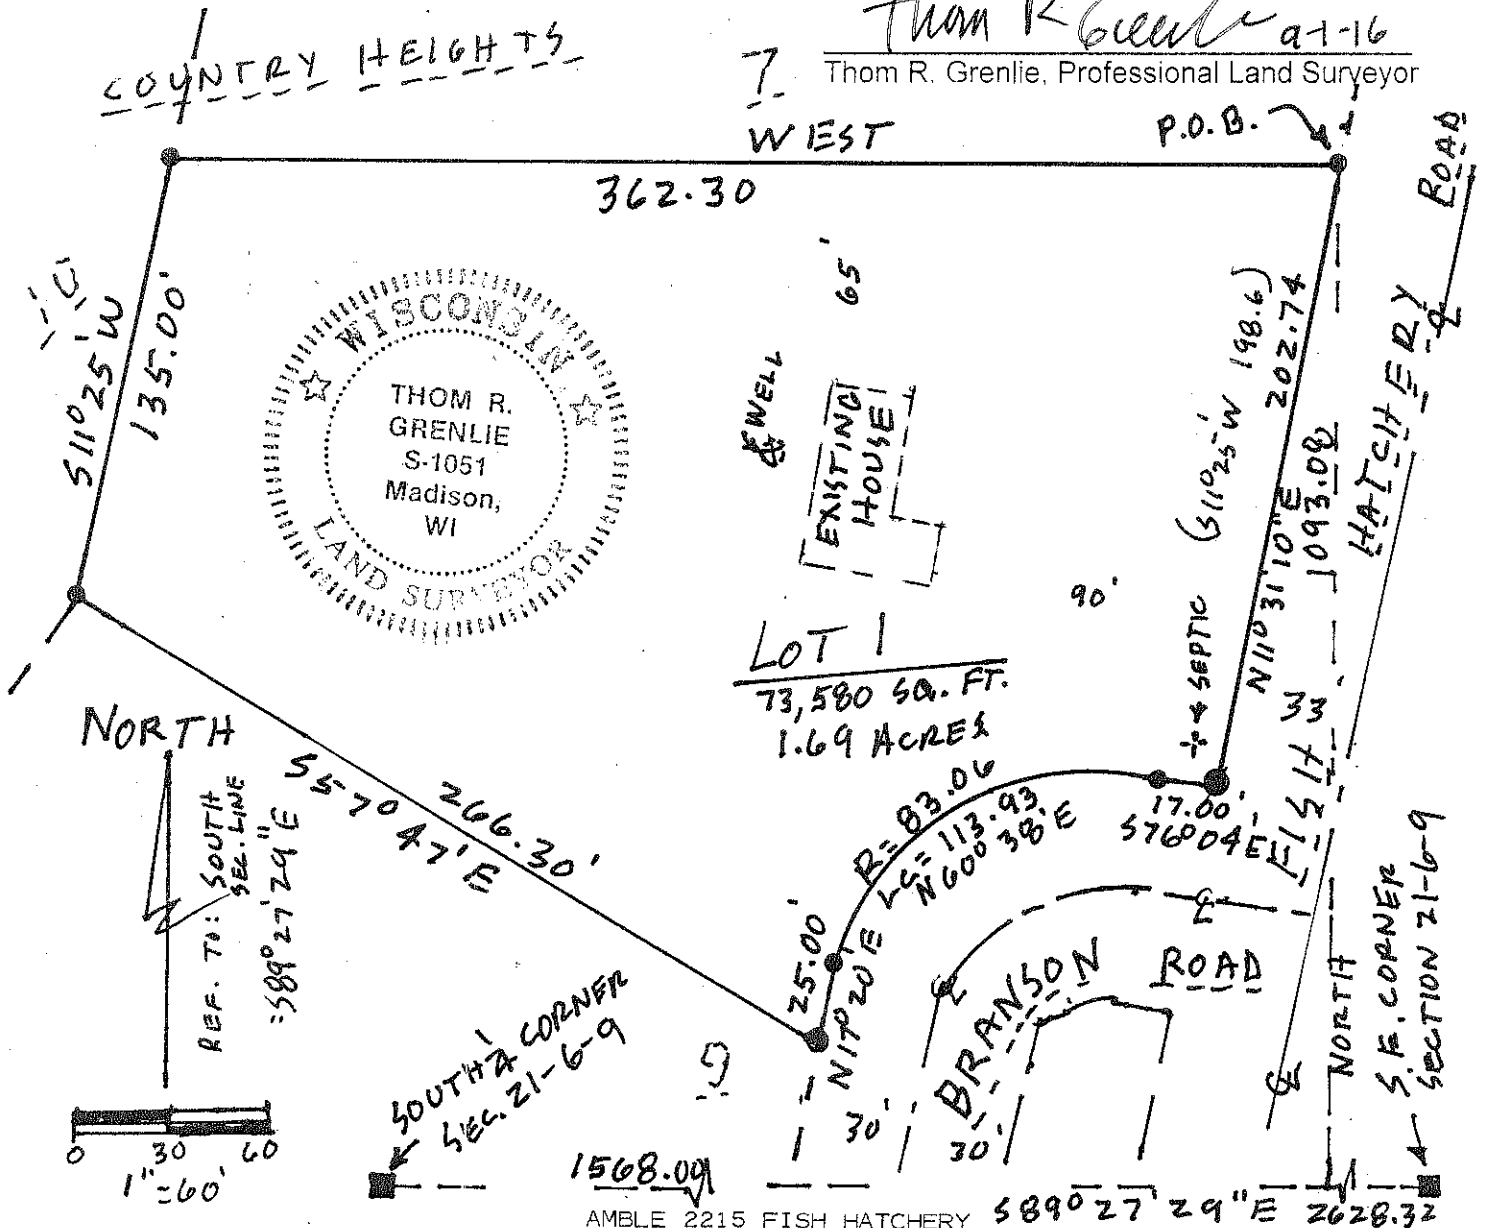 Thom R Grenlie 9-1-16
Thom R. Grenlie, Professional Land Surveyor
COUNTRY HEIGHTS
7
WEST
362.30
P.O.B.
ROAD
HATCHERY
FISH
S11°25'W
135.00'
WISCONSIN
THOM R.
GRENLIE
S-1051
Madison,
WI
LAND SURVEYOR
65'
WELL
EXISTING
HOUSE
(S11°25'W 198.6)
202.74
N11°31'10"E
1093.08
90'
SEPTIC
33'
LOT 1
73,580 SQ. FT.
1.69 ACRES
NORTH
REF. TO: SOUTH
SEC. LINE
=S89°27'29"E
266.30'
S57°47'E
R=83.06
LC=113.93
N60°38'E
17.00'
S76°04'E
25.00'
N17°20'E
BRANSON ROAD
30'
30'
9
NORTH
S.E. CORNER
SECTION 21-6-9
SOUTH 1/4 CORNER
SEC. 21-6-9
0 30 60
1"=60'
1568.09
S89°27'29"E 2628.32
AMBLE 2215 FISH HATCHERY